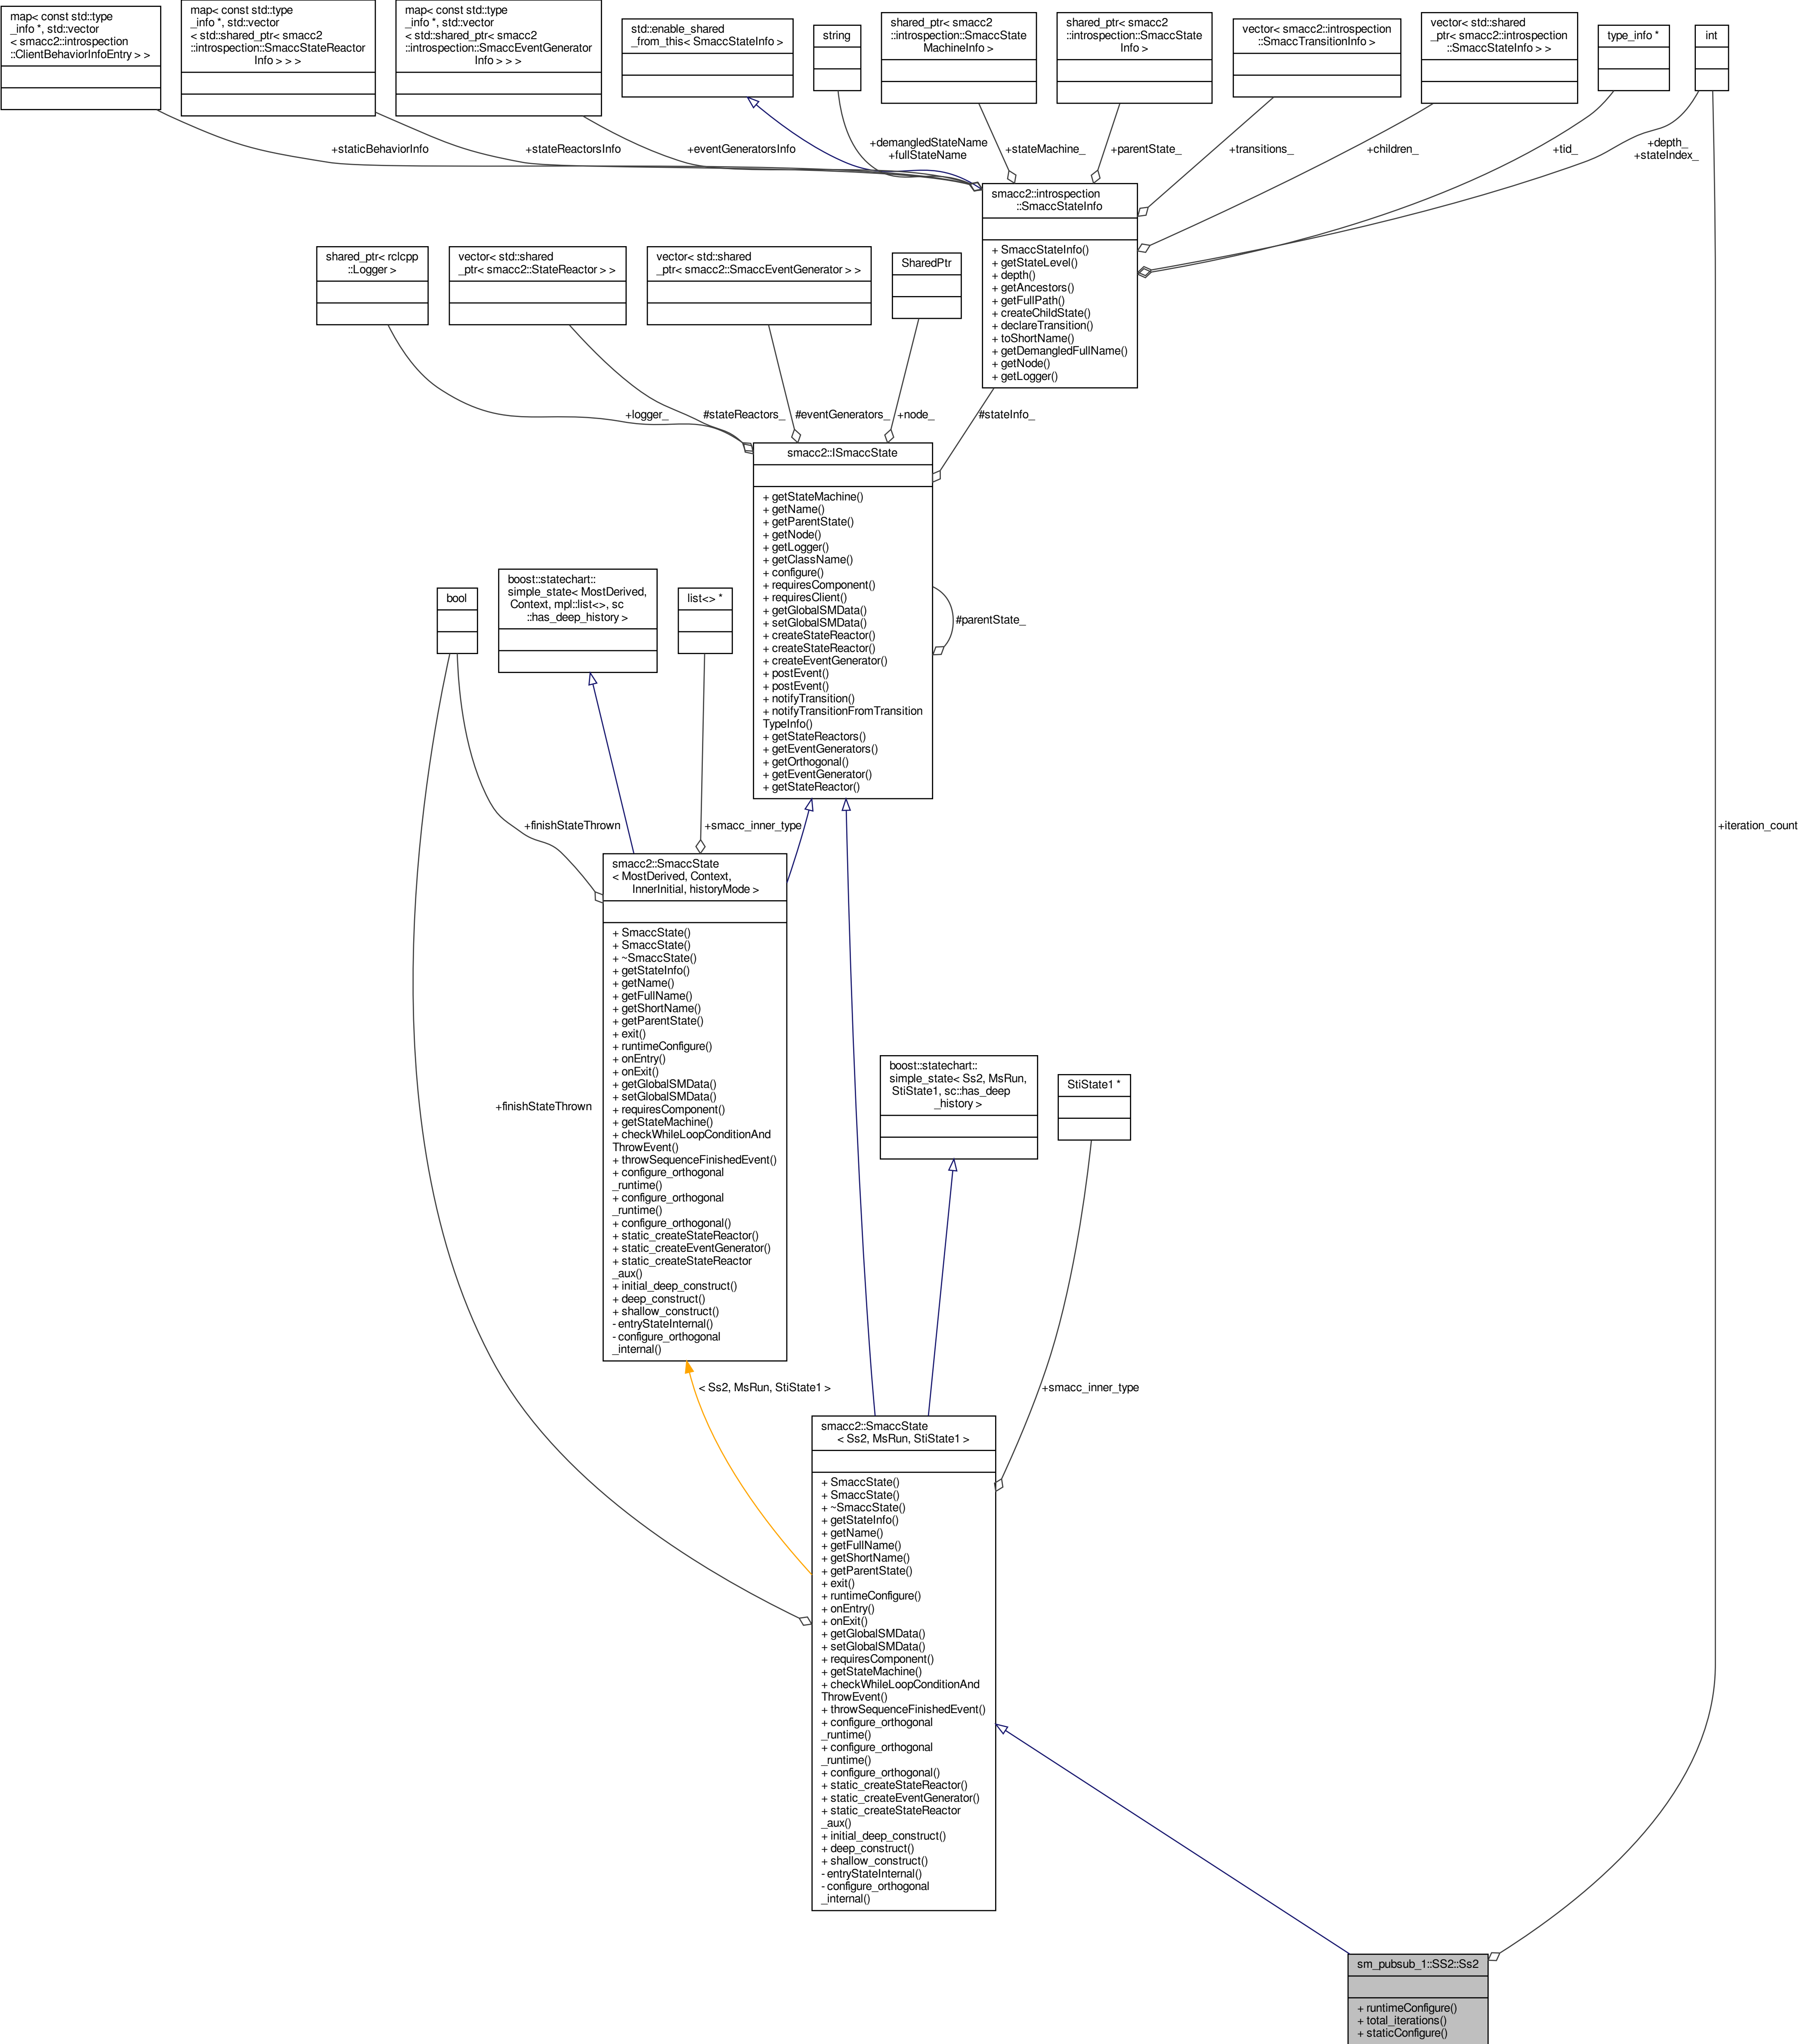 map< const std::type
_info *, std::vector
< smacc2::introspection
::ClientBehaviorInfoEntry > >
map< const std::type
_info *, std::vector
< std::shared_ptr< smacc2
::introspection::SmaccStateReactor
Info > > >
map< const std::type
_info *, std::vector
< std::shared_ptr< smacc2
::introspection::SmaccEventGenerator
Info > > >
std::enable_shared
_from_this< SmaccStateInfo >
string
shared_ptr< smacc2
::introspection::SmaccState
MachineInfo >
shared_ptr< smacc2
::introspection::SmaccState
Info >
vector< smacc2::introspection
::SmaccTransitionInfo >
vector< std::shared
_ptr< smacc2::introspection
::SmaccStateInfo > >
type_info *
int
+staticBehaviorInfo
+stateReactorsInfo
+eventGeneratorsInfo
+demangledStateName
+fullStateName
+stateMachine_
+parentState_
+transitions_
+children_
+tid_
+depth_
+stateIndex_
smacc2::introspection
::SmaccStateInfo
+ SmaccStateInfo()
+ getStateLevel()
+ depth()
+ getAncestors()
+ getFullPath()
+ createChildState()
+ declareTransition()
+ toShortName()
+ getDemangledFullName()
+ getNode()
+ getLogger()
shared_ptr< rclcpp
::Logger >
vector< std::shared
_ptr< smacc2::StateReactor > >
vector< std::shared
_ptr< smacc2::SmaccEventGenerator > >
SharedPtr
+logger_
#stateReactors_
#eventGenerators_
+node_
#stateInfo_
smacc2::ISmaccState
+ getStateMachine()
+ getName()
+ getParentState()
+ getNode()
+ getLogger()
+ getClassName()
+ configure()
+ requiresComponent()
+ requiresClient()
+ getGlobalSMData()
+ setGlobalSMData()
+ createStateReactor()
+ createStateReactor()
+ createEventGenerator()
+ postEvent()
+ postEvent()
+ notifyTransition()
+ notifyTransitionFromTransition
TypeInfo()
+ getStateReactors()
+ getEventGenerators()
+ getOrthogonal()
+ getEventGenerator()
+ getStateReactor()
#parentState_
bool
boost::statechart::
simple_state< MostDerived,
Context, mpl::list<>, sc
::has_deep_history >
list<> *
+finishStateThrown
+smacc_inner_type
+iteration_count
smacc2::SmaccState
< MostDerived, Context,
InnerInitial, historyMode >
+ SmaccState()
+ SmaccState()
+ ~SmaccState()
+ getStateInfo()
+ getName()
+ getFullName()
+ getShortName()
+ getParentState()
+ exit()
+ runtimeConfigure()
+ onEntry()
+ onExit()
+ getGlobalSMData()
+ setGlobalSMData()
+ requiresComponent()
+ getStateMachine()
+ checkWhileLoopConditionAnd
ThrowEvent()
+ throwSequenceFinishedEvent()
+ configure_orthogonal
_runtime()
+ configure_orthogonal
_runtime()
+ configure_orthogonal()
+ static_createStateReactor()
+ static_createEventGenerator()
+ static_createStateReactor
_aux()
+ initial_deep_construct()
+ deep_construct()
+ shallow_construct()
- entryStateInternal()
- configure_orthogonal
_internal()
+finishStateThrown
boost::statechart::
simple_state< Ss2, MsRun,
StiState1, sc::has_deep
_history >
StiState1 *
< Ss2, MsRun, StiState1 >
+smacc_inner_type
smacc2::SmaccState
< Ss2, MsRun, StiState1 >
+ SmaccState()
+ SmaccState()
+ ~SmaccState()
+ getStateInfo()
+ getName()
+ getFullName()
+ getShortName()
+ getParentState()
+ exit()
+ runtimeConfigure()
+ onEntry()
+ onExit()
+ getGlobalSMData()
+ setGlobalSMData()
+ requiresComponent()
+ getStateMachine()
+ checkWhileLoopConditionAnd
ThrowEvent()
+ throwSequenceFinishedEvent()
+ configure_orthogonal
_runtime()
+ configure_orthogonal
_runtime()
+ configure_orthogonal()
+ static_createStateReactor()
+ static_createEventGenerator()
+ static_createStateReactor
_aux()
+ initial_deep_construct()
+ deep_construct()
+ shallow_construct()
- entryStateInternal()
- configure_orthogonal
_internal()
sm_pubsub_1::SS2::Ss2
+ runtimeConfigure()
+ total_iterations()
+ staticConfigure()